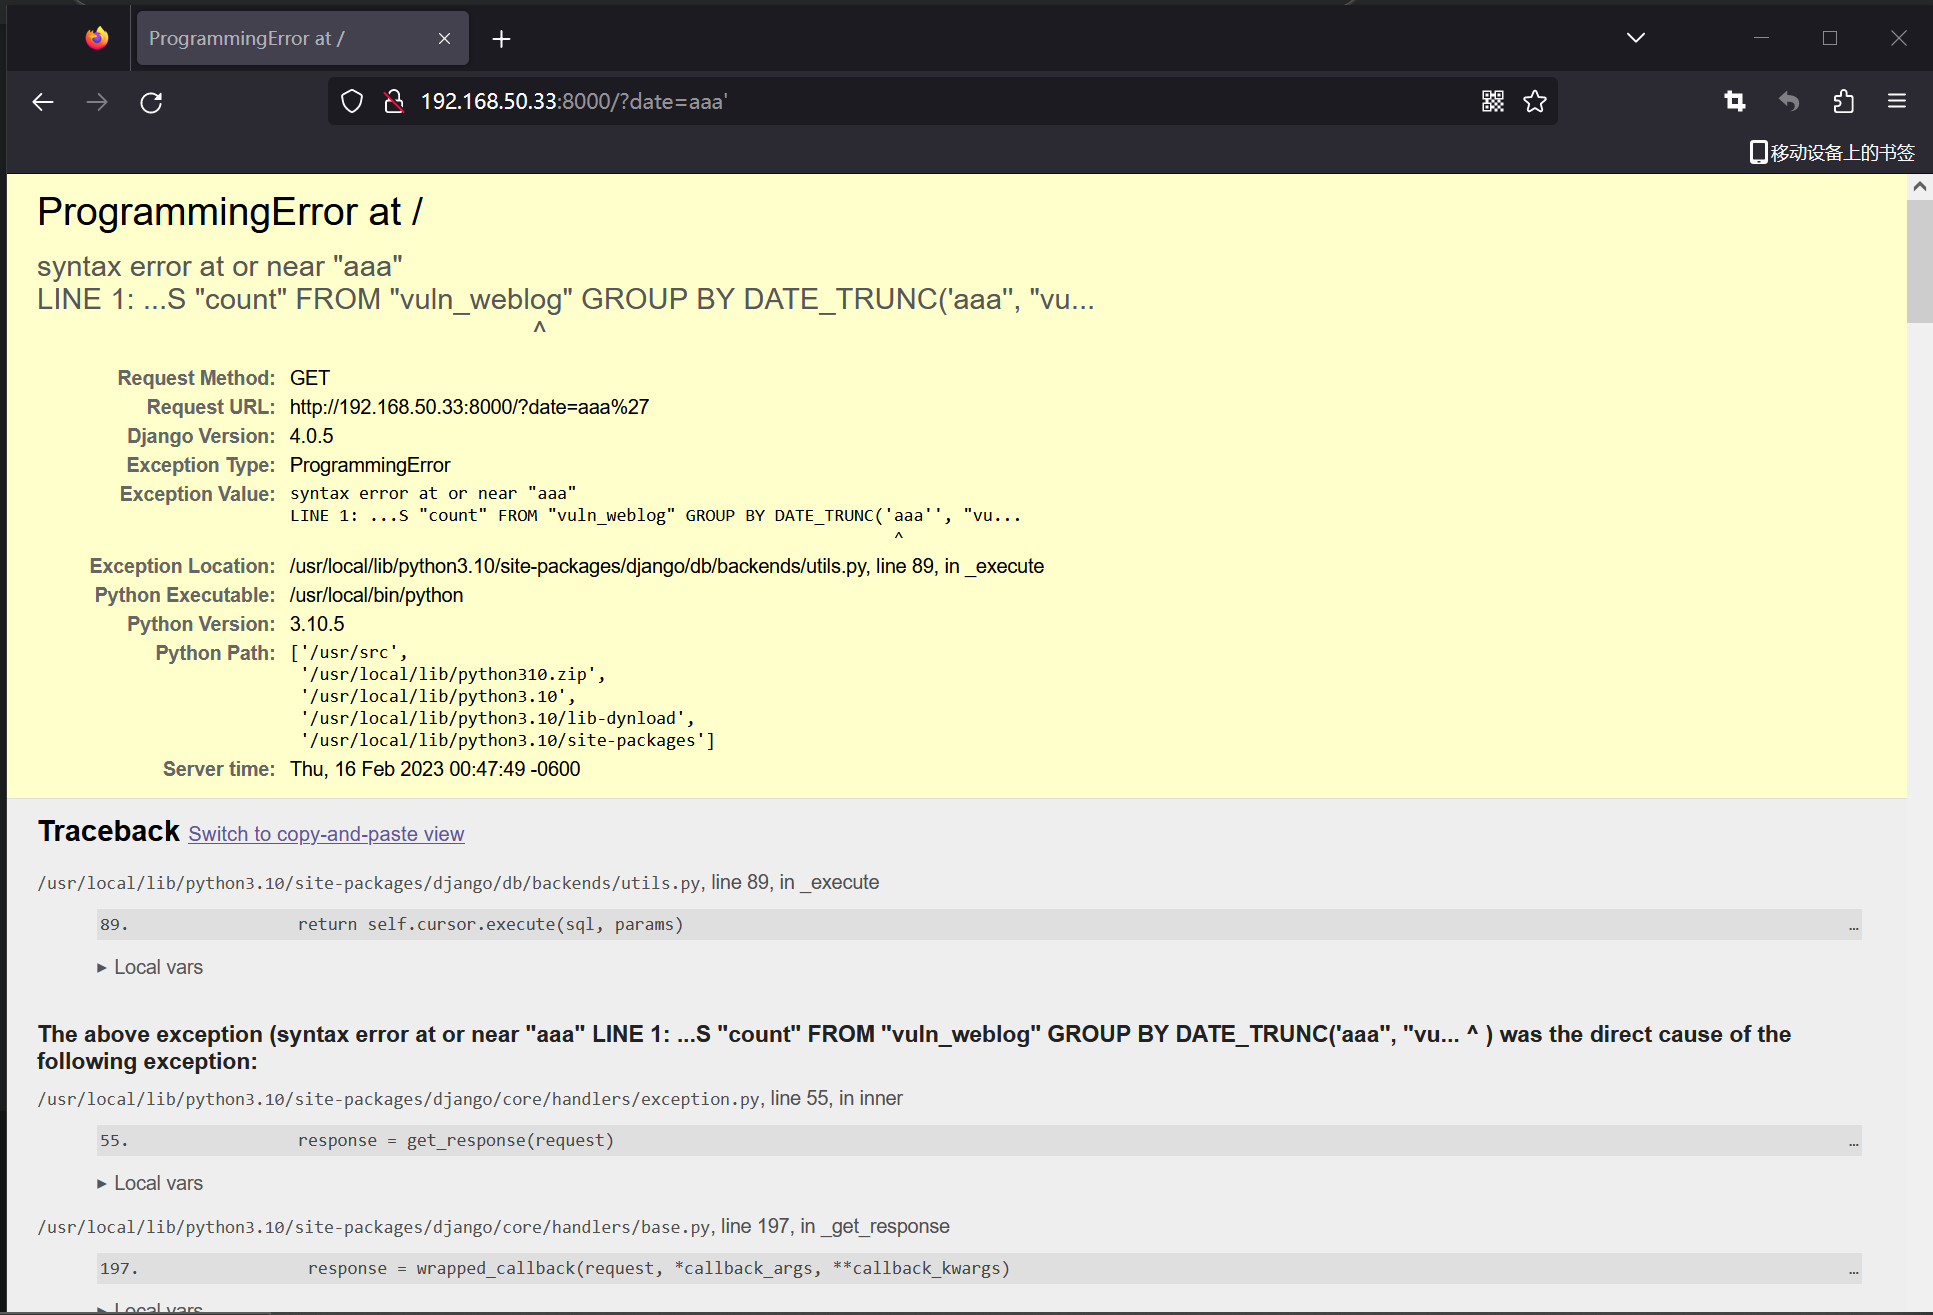 ProgrammingError at /
192.168.50.33:8000/?date=aaa'
移动设备上的书签
ProgrammingError at /
syntax error at or near "aaa"
LINE 1: ...S "count" FROM "vuln_weblog" GROUP BY DATE_TRUNC('aaa'', "vu...
^
Request Method: GET
Request URL: http://192.168.50.33:8000/?date=aaa%27
Django Version: 4.0.5
Exception Type: ProgrammingError
Exception Value: syntax error at or near "aaa"
LINE 1: ...S "count" FROM "vuln_weblog" GROUP BY DATE_TRUNC('aaa'', "vu...
^
Exception Location: /usr/local/lib/python3.10/site-packages/django/db/backends/utils.py, line 89, in _execute
Python Executable: /usr/local/bin/python
Python Version: 3.10.5
Python Path: ['/usr/src',
'/usr/local/lib/python310.zip',
'/usr/local/lib/python3.10',
'/usr/local/lib/python3.10/lib-dynload',
'/usr/local/lib/python3.10/site-packages']
Server time: Thu, 16 Feb 2023 00:47:49 -0600
Traceback Switch to copy-and-paste view
/usr/local/lib/python3.10/site-packages/django/db/backends/utils.py, line 89, in _execute
89. return self.cursor.execute(sql, params) …
▸ Local vars
The above exception (syntax error at or near "aaa" LINE 1: ...S "count" FROM "vuln_weblog" GROUP BY DATE_TRUNC('aaa'', "vu... ^ ) was the direct cause of the
following exception:
/usr/local/lib/python3.10/site-packages/django/core/handlers/exception.py, line 55, in inner
55. response = get_response(request) …
▸ Local vars
/usr/local/lib/python3.10/site-packages/django/core/handlers/base.py, line 197, in _get_response
197. response = wrapped_callback(request, *callback_args, **callback_kwargs) …
▸ Local vars